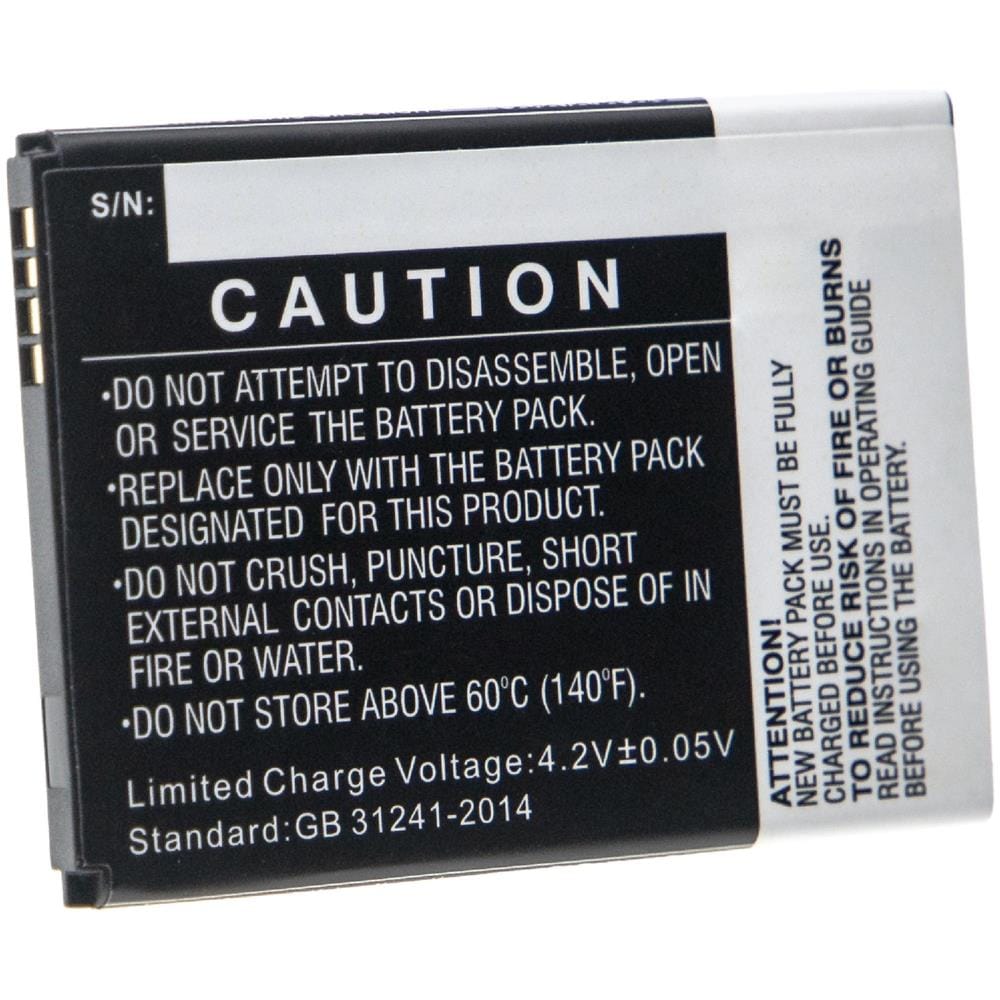 S/N:
CAUTION
•DO NOT ATTEMPT TO DISASSEMBLE, OPEN
OR SERVICE THE BATTERY PACK.
•REPLACE ONLY WITH THE BATTERY PACK
DESIGNATED FOR THIS PRODUCT.
•DO NOT CRUSH, PUNCTURE, SHORT
EXTERNAL CONTACTS OR DISPOSE OF IN
FIRE OR WATER.
•DO NOT STORE ABOVE 60°C (140°F).
Limited Charge Voltage:4.2V±0.05V
Standard:GB 31241-2014
ATTENTION!
NEW BATTERY PACK MUST BE FULLY
CHARGED BEFORE USE.
TO REDUCE RISK OF FIRE OR BURNS
READ INSTRUCTIONS IN OPERATING GUIDE
BEFORE USING THE BATTERY.